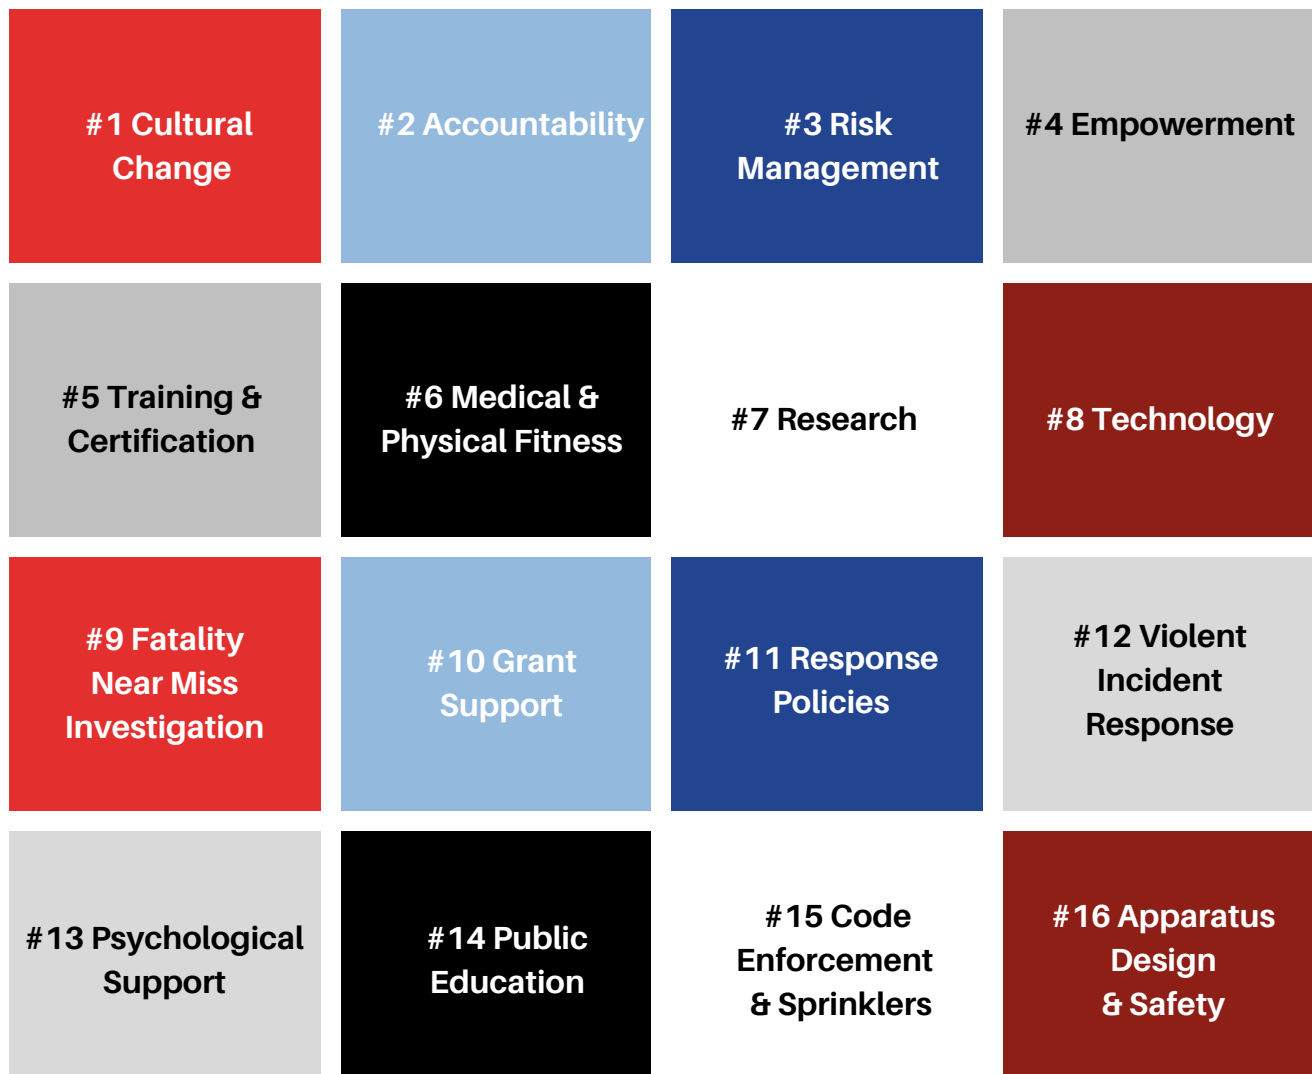 #1 Cultural
Change
#2 Accountability
#3 Risk
Management
#4 Empowerment
#5 Training &
Certification
#6 Medical &
Physical Fitness
#7 Research
#8 Technology
#9 Fatality
Near Miss
Investigation
#10 Grant
Support
#11 Response
Policies
#12 Violent
Incident
Response
#13 Psychological
Support
#14 Public
Education
#15 Code
Enforcement
& Sprinklers
#16 Apparatus
Design
& Safety